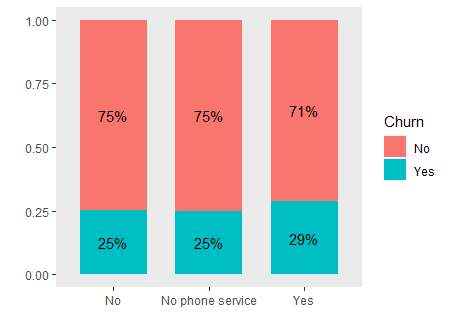 1.00
0.75
0.50
0.25
0.00
75%
75%
71%
25%
25%
29%
No
No phone service
Yes
Churn
No
Yes